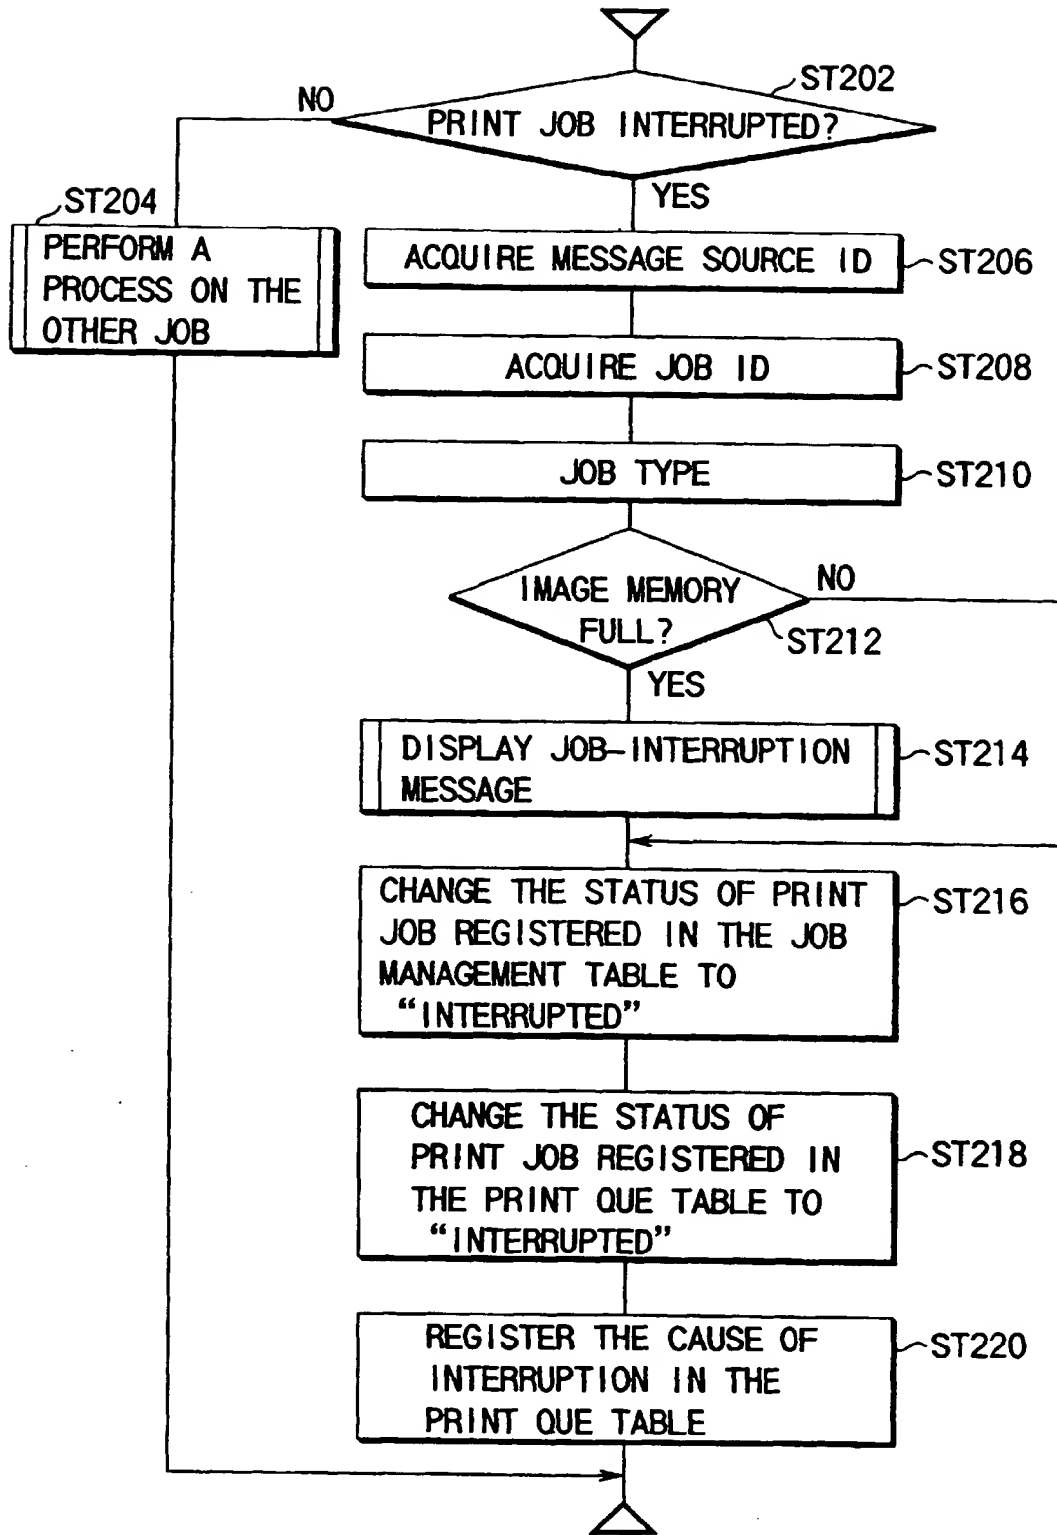 ST202
NO
PRINT JOB INTERRUPTED?
YES
ST204
PERFORM A
PROCESS ON THE
OTHER JOB
ACQUIRE MESSAGE SOURCE ID
ST206
ACQUIRE JOB ID
ST208
JOB TYPE
ST210
IMAGE MEMORY
FULL?
NO
ST212
YES
DISPLAY JOB-INTERRUPTION
MESSAGE
ST214
CHANGE THE STATUS OF PRINT
JOB REGISTERED IN THE JOB
MANAGEMENT TABLE TO
“INTERRUPTED”
ST216
CHANGE THE STATUS OF
PRINT JOB REGISTERED IN
THE PRINT QUE TABLE TO
“INTERRUPTED”
ST218
REGISTER THE CAUSE OF
INTERRUPTION IN THE
PRINT QUE TABLE
ST220